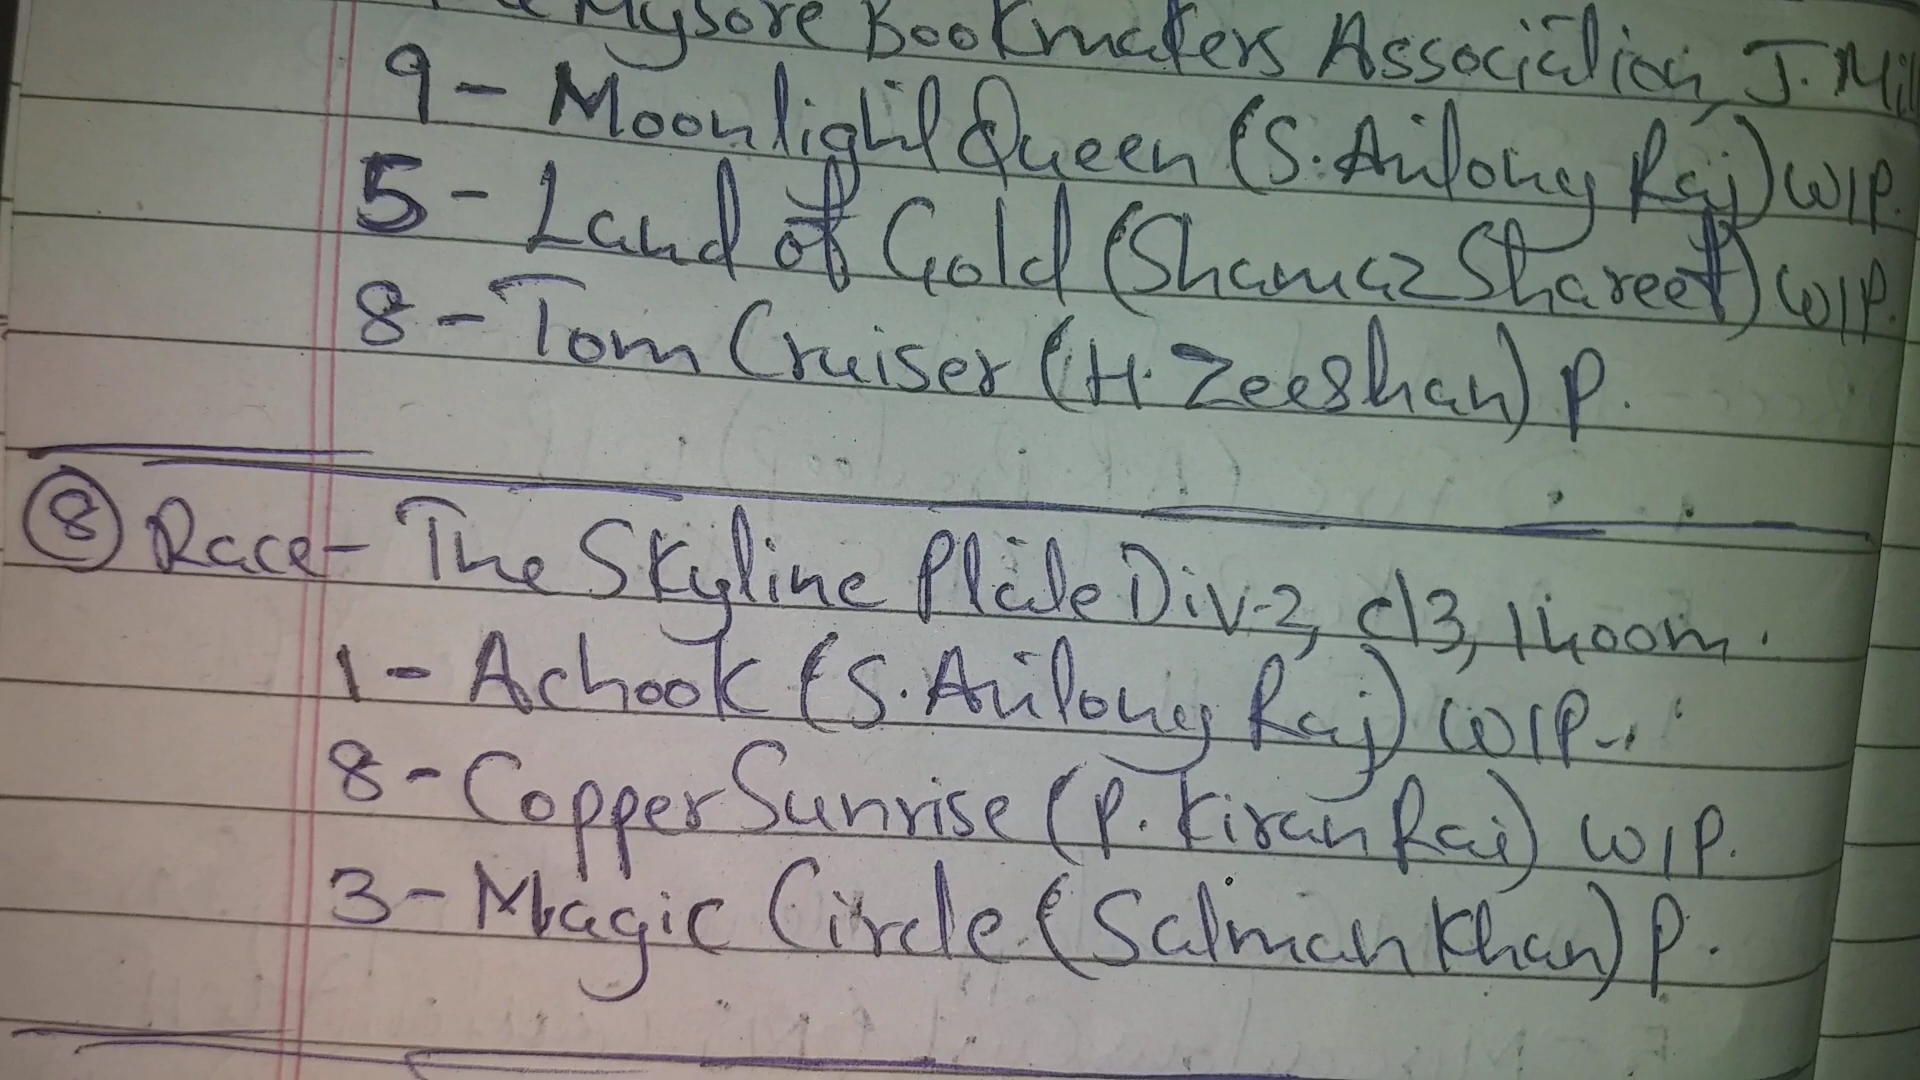 Mysore Bookmakers Association, J. Mil
9 - Moonlight Queen (S. Antony Raj) W/P.
5 - Land of Gold (Shamaz Shareef) W/P.
8 - Tom Cruiser (H. Zeeshan) P.
8 Race - The Skyline Plate Div-2, cl3, 1400m.
1 - Achook (S. Antony Raj) W/P.
8 - Copper Sunrise (P. Kiran Rai) W/P.
3 - Magic Circle (Salman Khan) P.